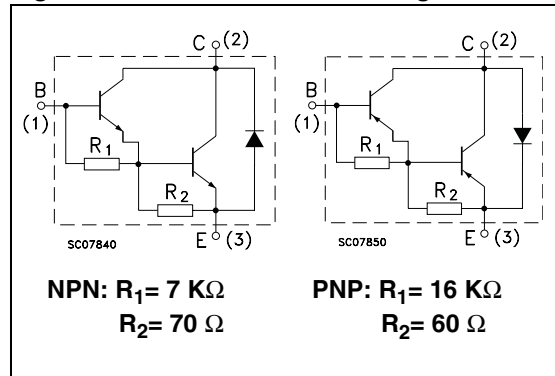 C (2)
B
(1)
R1
R2
E (3)
SC07840
C (2)
B
(1)
R1
R2
E (3)
SC07850
NPN: R1= 7 KΩ
R2= 70 Ω
PNP: R1= 16 KΩ
R2= 60 Ω